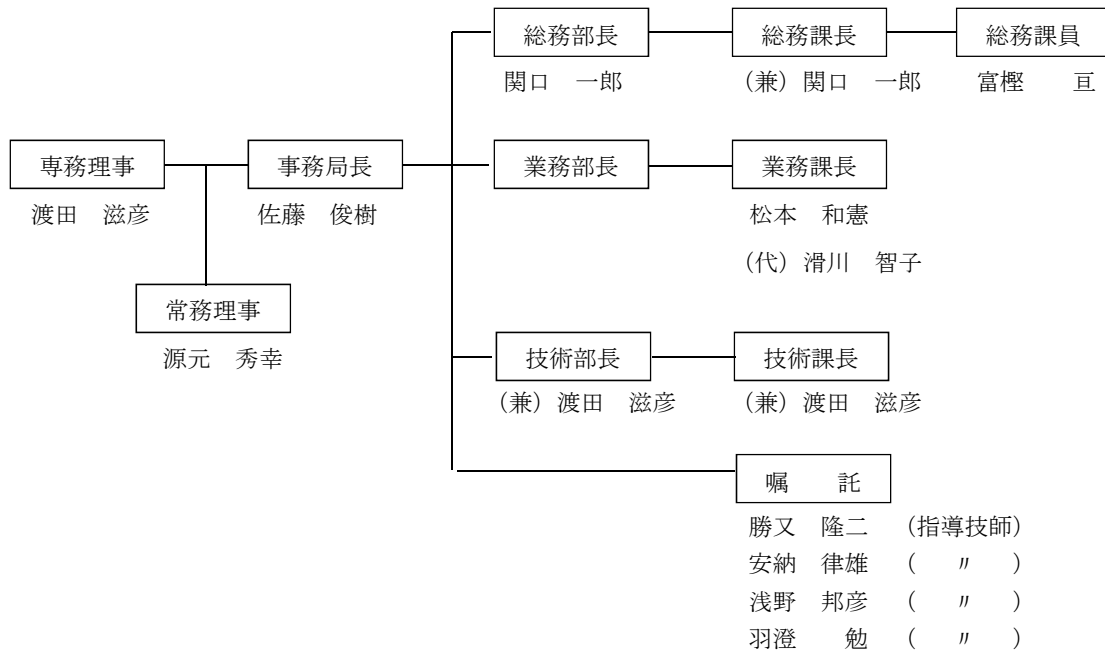 総務部長 総務課長 総務課員
関口 一郎 (兼) 関口 一郎 富樫 亘
専務理事 事務局長 業務部長 業務課長
渡田 滋彦 佐藤 俊樹 松本 和憲
(代) 滑川 智子
常務理事
源元 秀幸
技術部長 技術課長
(兼) 渡田 滋彦 (兼) 渡田 滋彦
嘱 託
勝又 隆二 (指導技師)
安納 律雄 ( 〃 )
浅野 邦彦 ( 〃 )
羽澄 勉 ( 〃 )